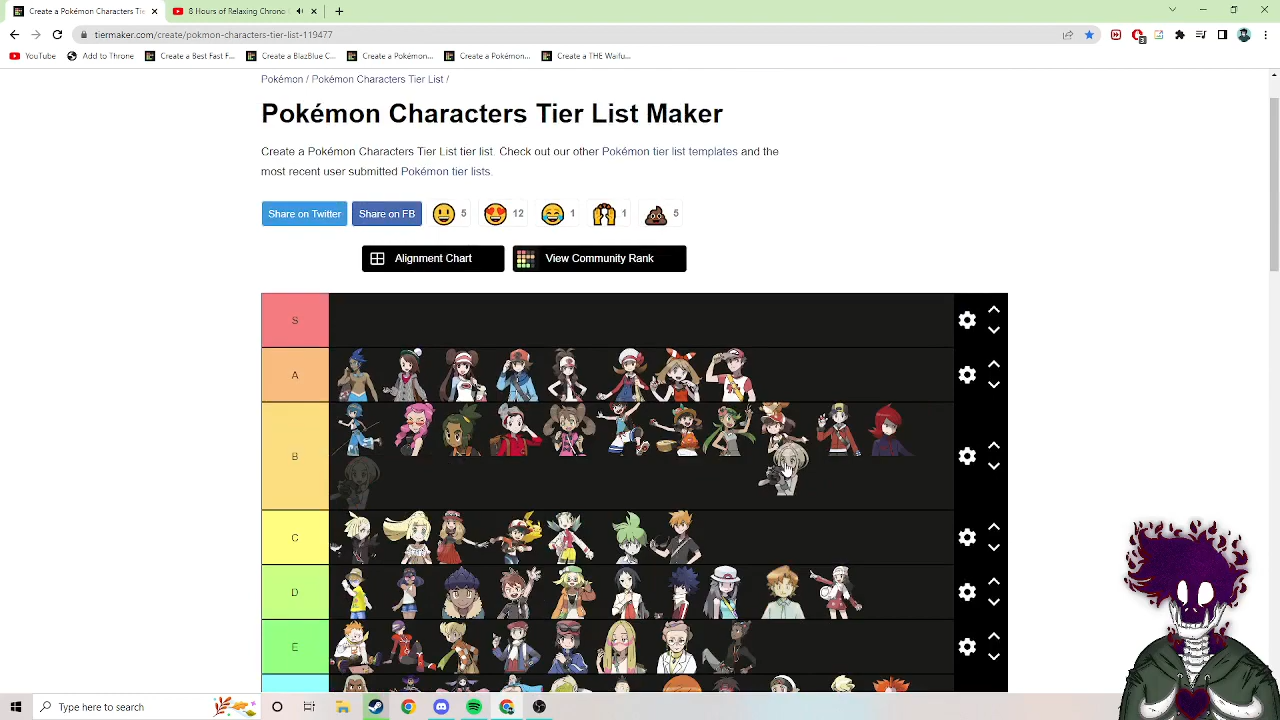 Create a Pokémon Characters Tie
8 Hours of Relaxing Chrono
tiermaker.com/create/pokmon-characters-tier-list-119477
3
YouTube
Add to Throne
Create a Best Fast F...
Create a BlazBlue C...
Create a Pokémon...
Create a Pokémon...
Create a THE Waifu...
Pokémon / Pokémon Characters Tier List /
Pokémon Characters Tier List Maker
Create a Pokémon Characters Tier List tier list. Check out our other Pokémon tier list templates and the
most recent user submitted Pokémon tier lists.
Share on Twitter
Share on FB
5
12
1
1
5
Alignment Chart
View Community Rank
S
A
B
C
D
E
Type here to search